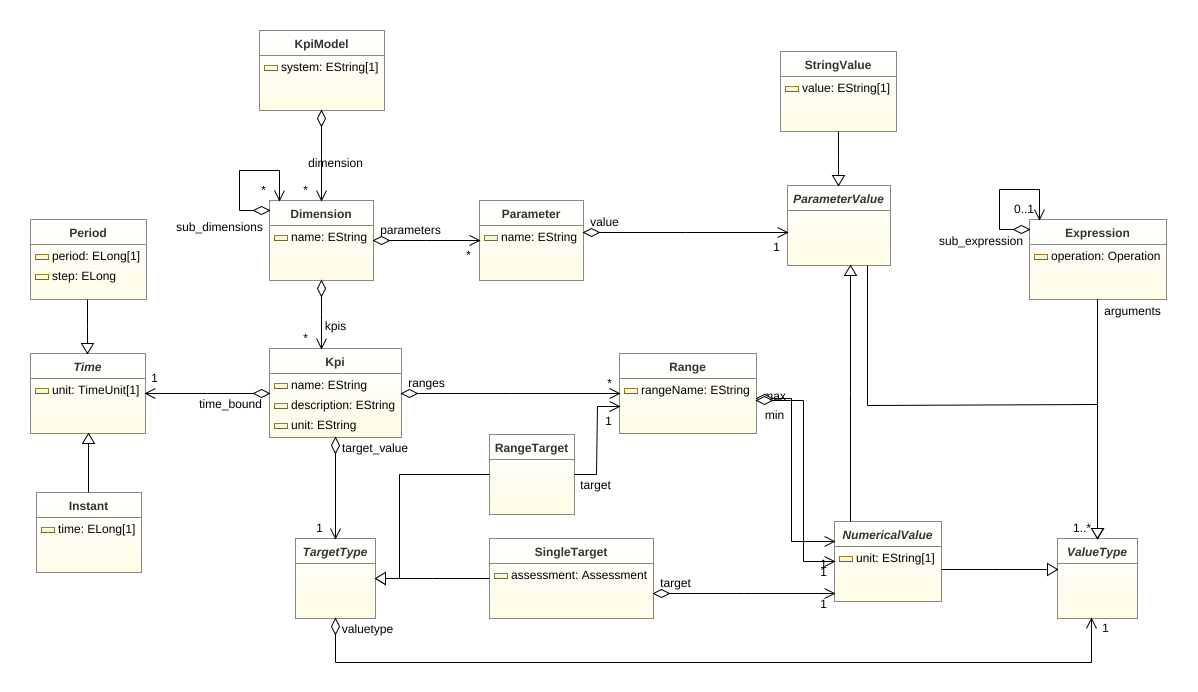 KpiModel
system: EString[1]
StringValue
value: EString[1]
dimension
*
*
sub_dimensions
Dimension
name: EString
parameters
*
Parameter
name: EString
value
1
ParameterValue
0..1
sub_expression
Expression
operation: Operation
arguments
Period
period: ELong[1]
step: ELong
kpis
*
Time
unit: TimeUnit[1]
1
time_bound
Kpi
name: EString
description: EString
unit: EString
ranges
*
1
Range
rangeName: EString
max
min
target_value
RangeTarget
target
Instant
time: ELong[1]
1
TargetType
SingleTarget
assessment: Assessment
target
1
1
1
NumericalValue
unit: EString[1]
1..*
ValueType
valuetype
1